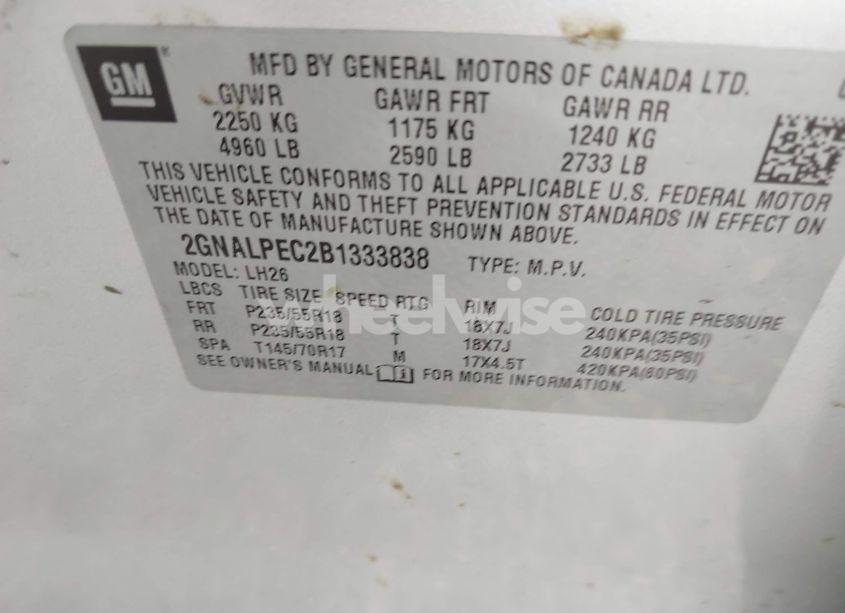 GM
MFD BY GENERAL MOTORS OF CANADA LTD.
GVWR GAWR FRT GAWR RR
2250 KG 1175 KG 1240 KG
4960 LB 2590 LB 2733 LB
THIS VEHICLE CONFORMS TO ALL APPLICABLE U.S. FEDERAL MOTOR
VEHICLE SAFETY AND THEFT PREVENTION STANDARDS IN EFFECT ON
THE DATE OF MANUFACTURE SHOWN ABOVE.
2GNALPEC2B1333838 TYPE: M.P.V.
MODEL: LH26
LBCS TIRE SIZE SPEED RTG RIM COLD TIRE PRESSURE
FRT P235/55R18 T 18X7J 240KPA(35PSI)
RR P235/55R18 T 18X7J 240KPA(35PSI)
SPA T145/70R17 M 17X4.5T 420KPA(60PSI)
SEE OWNER'S MANUAL FOR MORE INFORMATION.
wheelwise